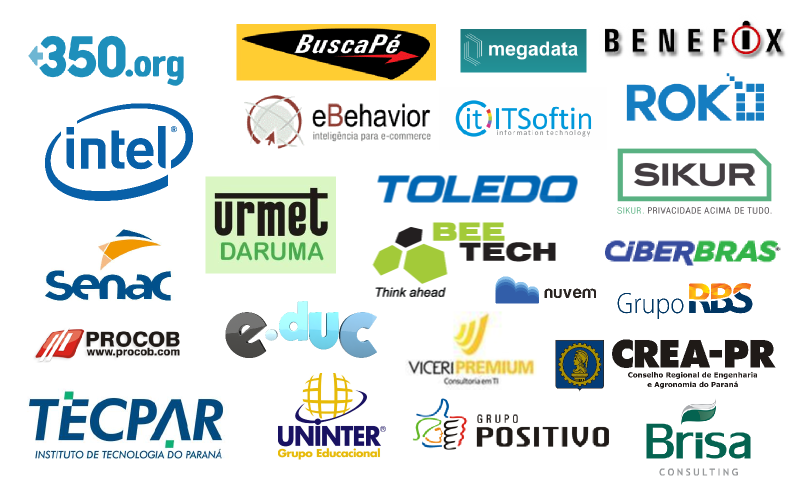 350.org
BuscaPé
megadata
BENEFIX
eBehavior
inteligência para e-commerce
(it) ITSoftin
information technology
ROK
intel®
SIKUR
SIKUR. PRIVACIDADE ACIMA DE TUDO.
urmet
DARUMA
TOLEDO
BEE
TECH
Think ahead
CIBERBRAS®
senac
nuvem
Grupo RBS
PROCOB
www.procob.com
e.duc
VICERI PREMIUM
Consultoria em TI
CREA-PR
Conselho Regional de Engenharia
e Agronomia do Paraná
TECPAR
INSTITUTO DE TECNOLOGIA DO PARANÁ
UNINTER®
Grupo Educacional
GRUPO
POSITIVO
Brisa
CONSULTING